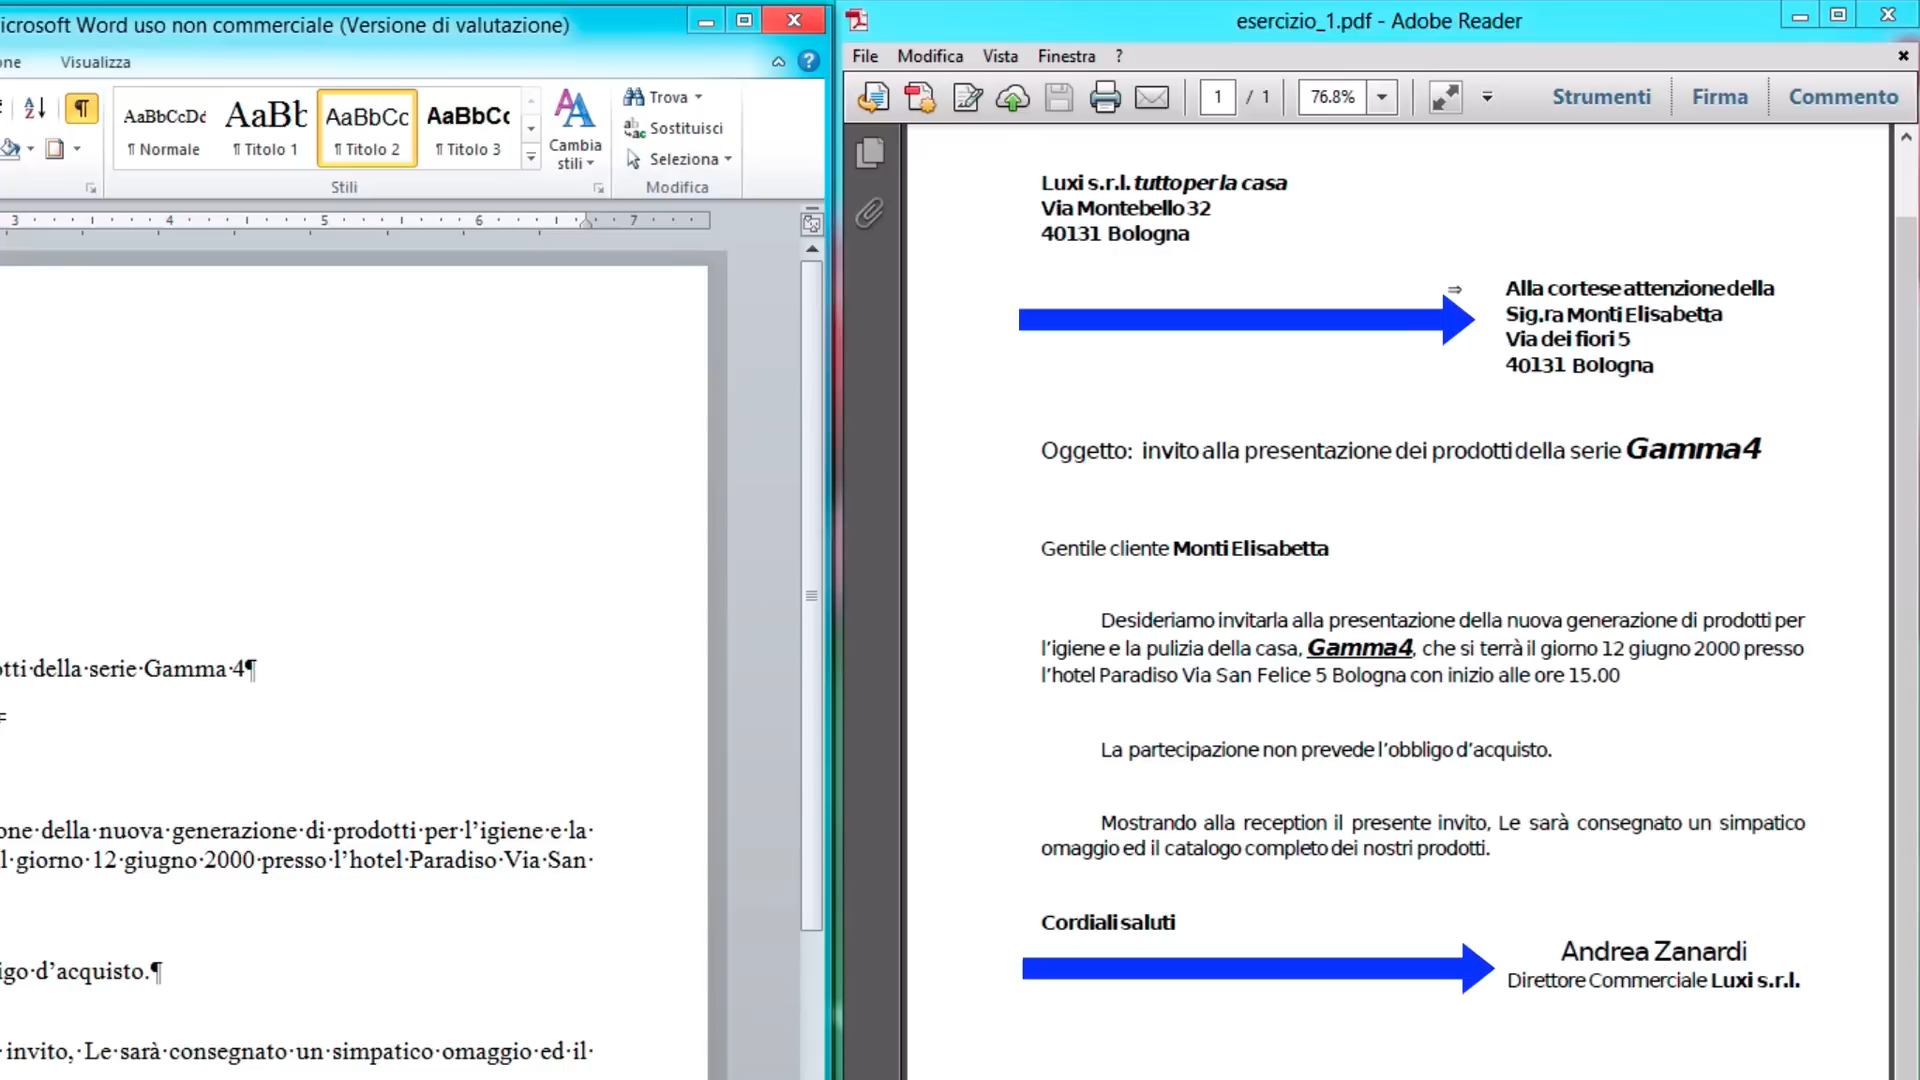 icrosoft Word uso non commerciale (Versione di valutazione)
one
Visualizza
AaBbCcDd
AaBb
AaBbCc
AaBbCc
¶ Normale
¶ Titolo 1
¶ Titolo 2
¶ Titolo 3
Cambia
stili
Trova
Sostituisci
Seleziona
Stili
Modifica
3 4 5 6 7
otti·della·serie·Gamma·4¶
one·della·nuova·generazione·di·prodotti·per·l'igiene·e·la·
l·giorno·12·giugno·2000·presso·l'hotel·Paradiso·Via·San·
igo·d'acquisto.¶
invito,·Le·sarà·consegnato·un·simpatico·omaggio·ed·il·
esercizio_1.pdf - Adobe Reader
File Modifica Vista Finestra ?
1 / 1
76.8%
Strumenti
Firma
Commento
Luxi s.r.l. tutto per la casa
Via Montebello 32
40131 Bologna
⇒ Alla cortese attenzione della
Sig.ra Monti Elisabetta
Via dei fiori 5
40131 Bologna
Oggetto: invito alla presentazione dei prodotti della serie Gamma 4
Gentile cliente Monti Elisabetta
Desideriamo invitarla alla presentazione della nuova generazione di prodotti per
l'igiene e la pulizia della casa, Gamma 4, che si terrà il giorno 12 giugno 2000 presso
l'hotel Paradiso Via San Felice 5 Bologna con inizio alle ore 15.00
La partecipazione non prevede l'obbligo d'acquisto.
Mostrando alla reception il presente invito, Le sarà consegnato un simpatico
omaggio ed il catalogo completo dei nostri prodotti.
Cordiali saluti
Andrea Zanardi
Direttore Commerciale Luxi s.r.l.